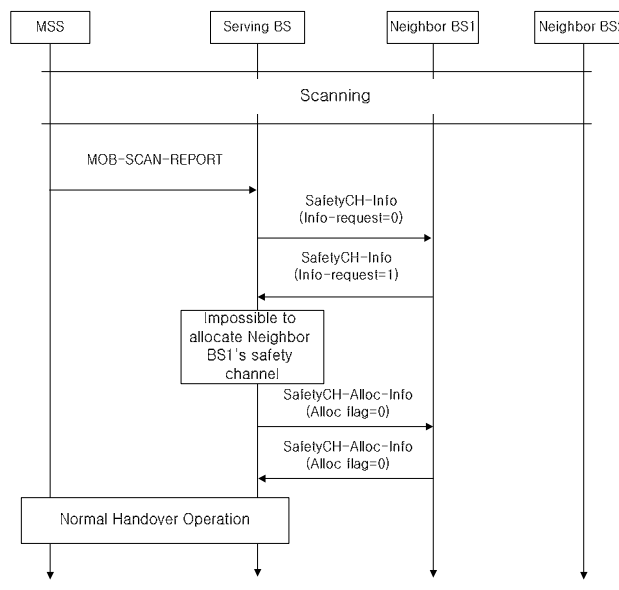 MSS
Serving BS
Neighbor BS1
Neighbor BS2
Scanning
MOB-SCAN-REPORT
SafetyCH-Info
(Info-request=0)
SafetyCH-Info
(Info-request=1)
Impossible to
allocate Neighbor
BS1's safety
channel
SafetyCH-Alloc-Info
(Alloc flag=0)
SafetyCH-Alloc-Info
(Alloc flag=0)
Normal Handover Operation